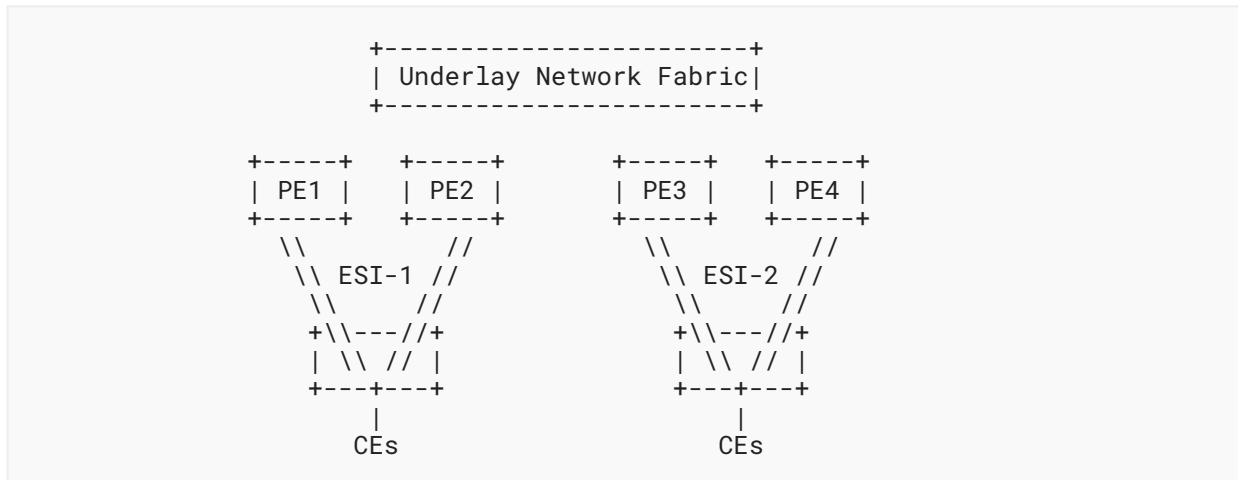 Underlay Network Fabric
PE1 PE2 PE3 PE4
ESI-1 ESI-2
CEs CEs